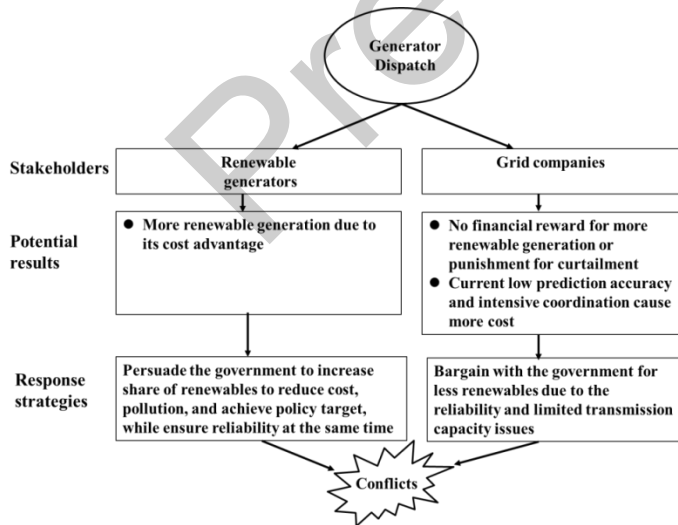 Pre
Generator
Dispatch
Stakeholders
Renewable
generators
Grid companies
Potential
results
● More renewable generation due to
its cost advantage
● No financial reward for more
renewable generation or
punishment for curtailment
● Current low prediction accuracy
and intensive coordination cause
more cost
Response
strategies
Persuade the government to increase
share of renewables to reduce cost,
pollution, and achieve policy target,
while ensure reliability at the same time
Bargain with the government for
less renewables due to the
reliability and limited transmission
capacity issues
Conflicts